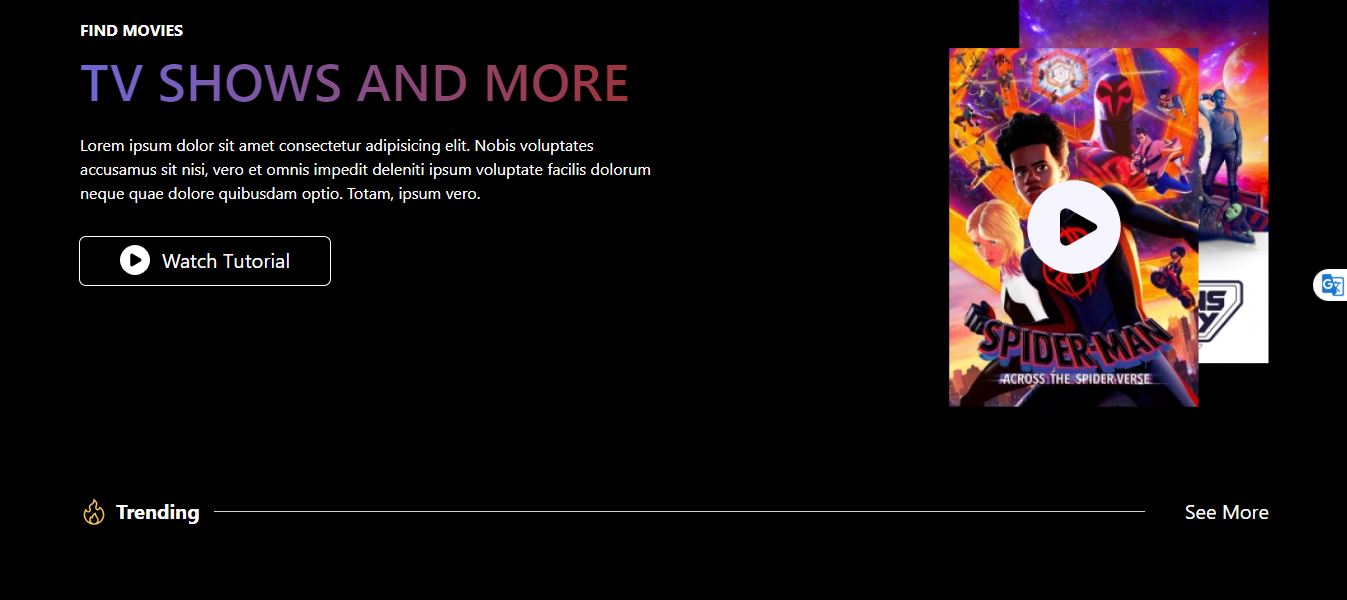 FIND MOVIES
TV SHOWS AND MORE
Lorem ipsum dolor sit amet consectetur adipisicing elit. Nobis voluptates
accusamus sit nisi, vero et omnis impedit deleniti ipsum voluptate facilis dolorum
neque quae dolore quibusdam optio. Totam, ipsum vero.
Watch Tutorial
SPIDER-MAN
ACROSS THE SPIDER-VERSE
Trending
See More